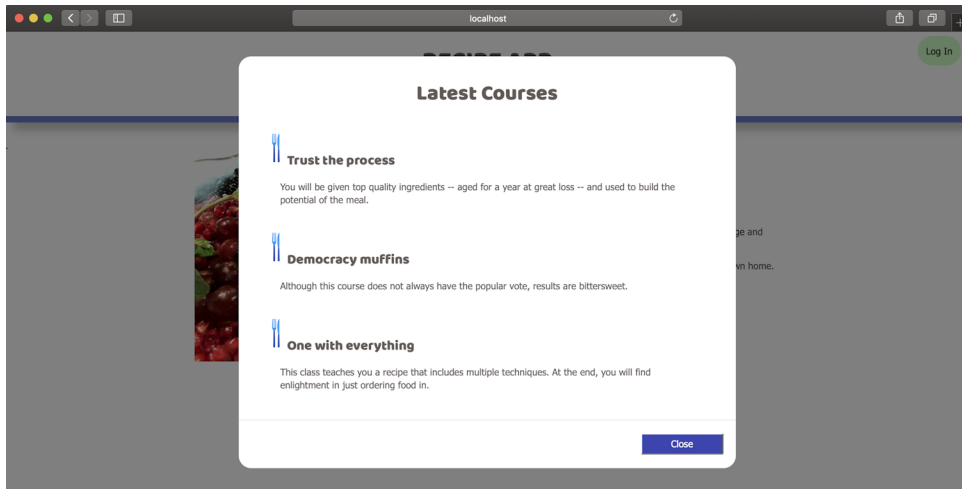 localhost
Log In
Latest Courses
Trust the process
You will be given top quality ingredients -- aged for a year at great loss -- and used to build the
potential of the meal.
ge and
Democracy muffins
wn home.
Although this course does not always have the popular vote, results are bittersweet.
One with everything
This class teaches you a recipe that includes multiple techniques. At the end, you will find
enlightment in just ordering food in.
Close